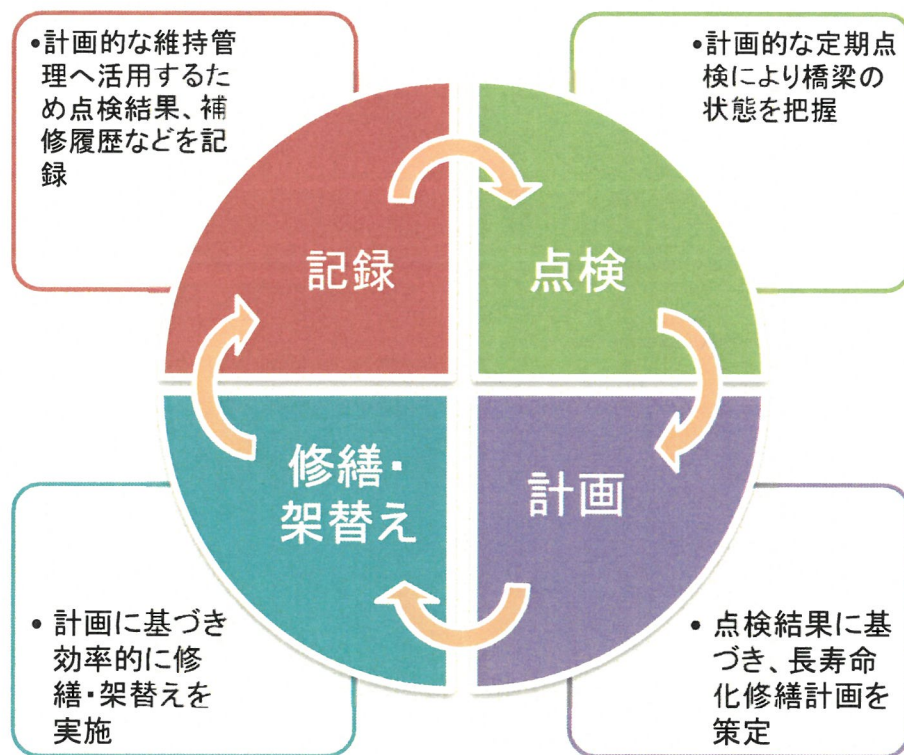 •計画的な維持管
理へ活用するた
め点検結果、補
修履歴などを記
録
•計画的な定期点
検により橋梁の
状態を把握
記録
点検
修繕・
架替え
計画
• 計画に基づき
効率的に修
繕・架替えを
実施
• 点検結果に基
づき、長寿命
化修繕計画を
策定